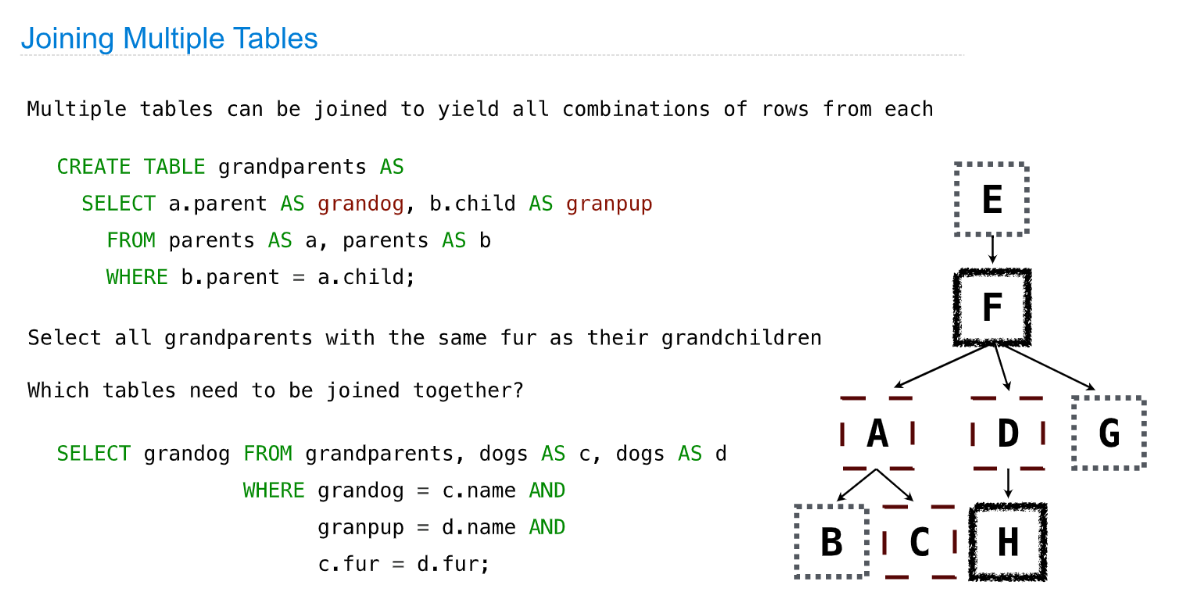 Joining Multiple Tables
Multiple tables can be joined to yield all combinations of rows from each
CREATE TABLE grandparents AS
SELECT a.parent AS grandog, b.child AS granpup
FROM parents AS a, parents AS b
WHERE b.parent = a.child;
Select all grandparents with the same fur as their grandchildren
Which tables need to be joined together?
SELECT grandog FROM grandparents, dogs AS c, dogs AS d
WHERE grandog = c.name AND
granpup = d.name AND
c.fur = d.fur;
E
F
A D G
B C H